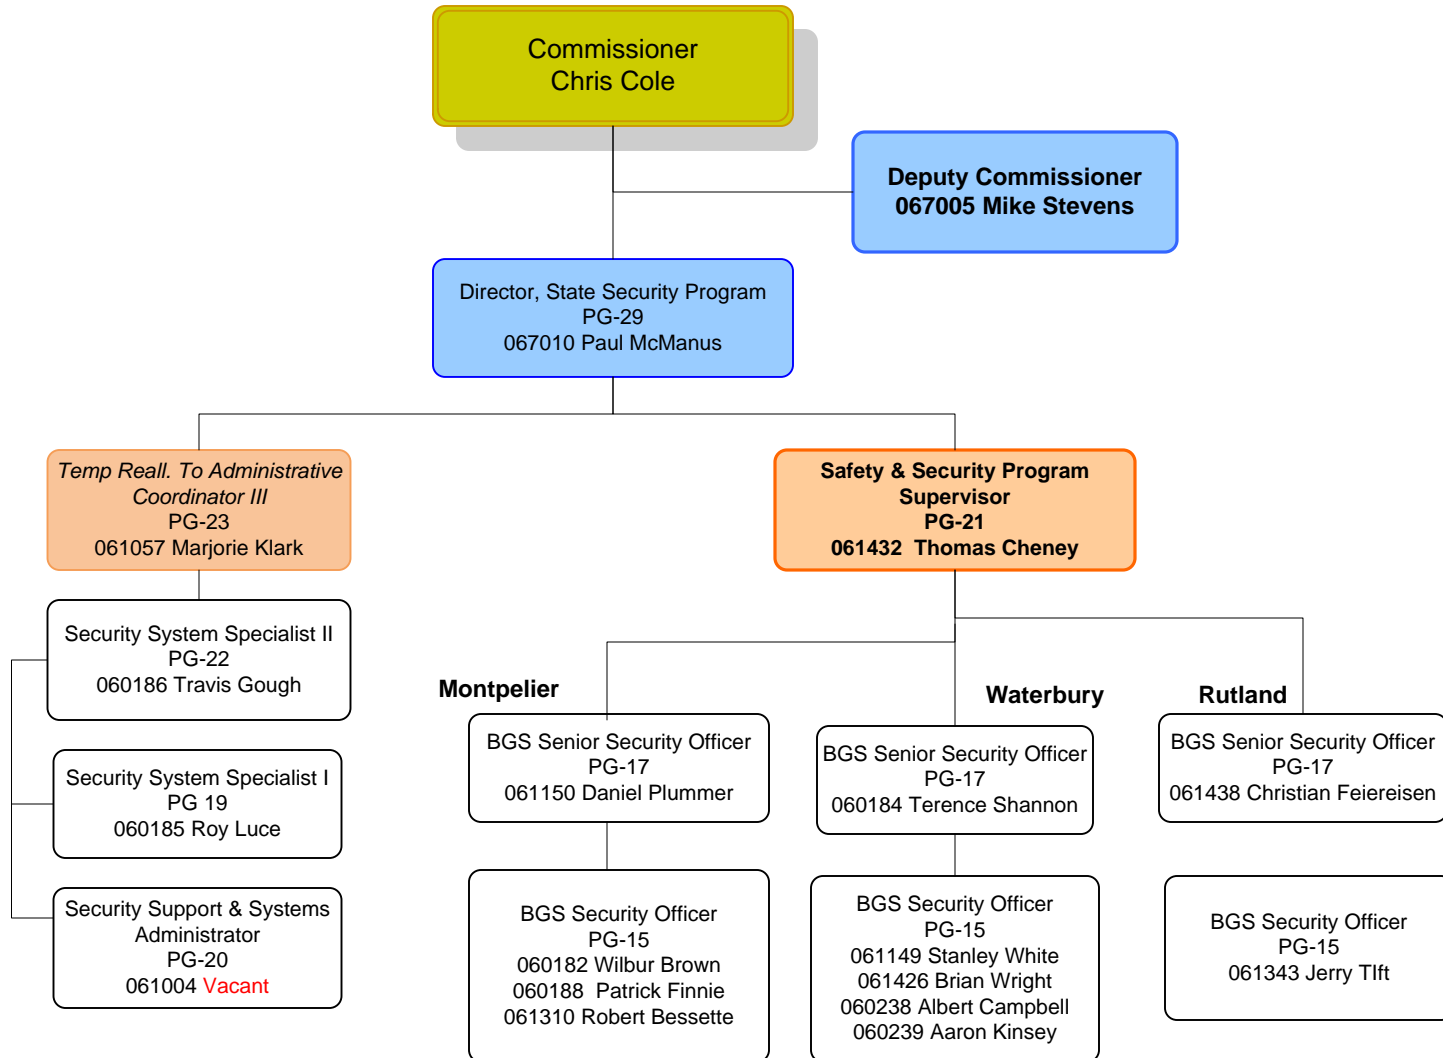 Commissioner
Chris Cole
Deputy Commissioner
067005 Mike Stevens
Director, State Security Program
PG-29
067010 Paul McManus
Temp Reall. To Administrative
Coordinator III
PG-23
061057 Marjorie Klark
Safety & Security Program
Supervisor
PG-21
061432  Thomas Cheney
Security System Specialist II
PG-22
060186 Travis Gough
Security System Specialist I
PG 19
060185 Roy Luce
Security Support & Systems
Administrator
PG-20
061004 Vacant
Montpelier
BGS Senior Security Officer
PG-17
061150 Daniel Plummer
BGS Security Officer
PG-15
060182 Wilbur Brown
060188  Patrick Finnie
061310 Robert Bessette
Waterbury
BGS Senior Security Officer
PG-17
060184 Terence Shannon
BGS Security Officer
PG-15
061149 Stanley White
061426 Brian Wright
060238 Albert Campbell
060239 Aaron Kinsey
Rutland
BGS Senior Security Officer
PG-17
061438 Christian Feiereisen
BGS Security Officer
PG-15
061343 Jerry TIft